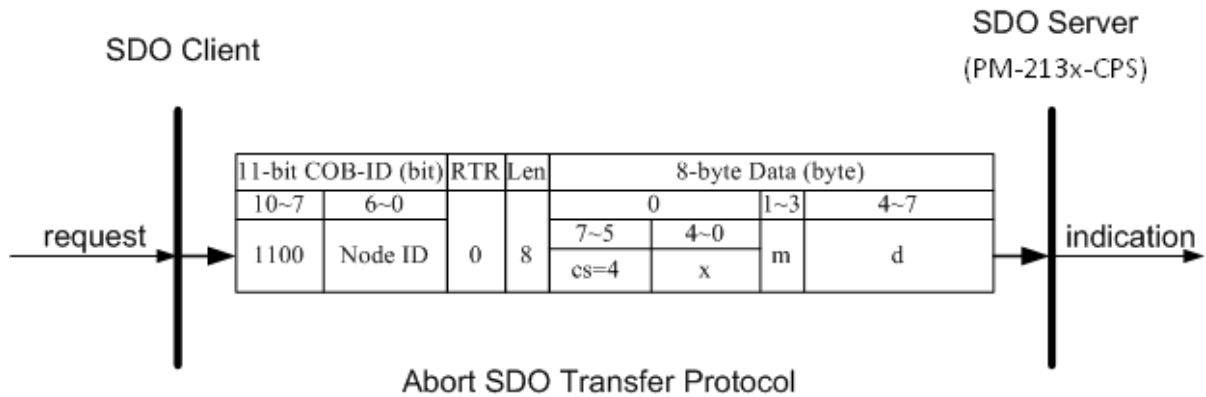 SDO Client
SDO Server
(PM-213x-CPS)
11-bit COB-ID (bit) RTR Len 8-byte Data (byte)
10~7 6~0 0 1~3 4~7
7~5 4~0
request 1100 Node ID 0 8 cs=4 x m d indication
Abort SDO Transfer Protocol